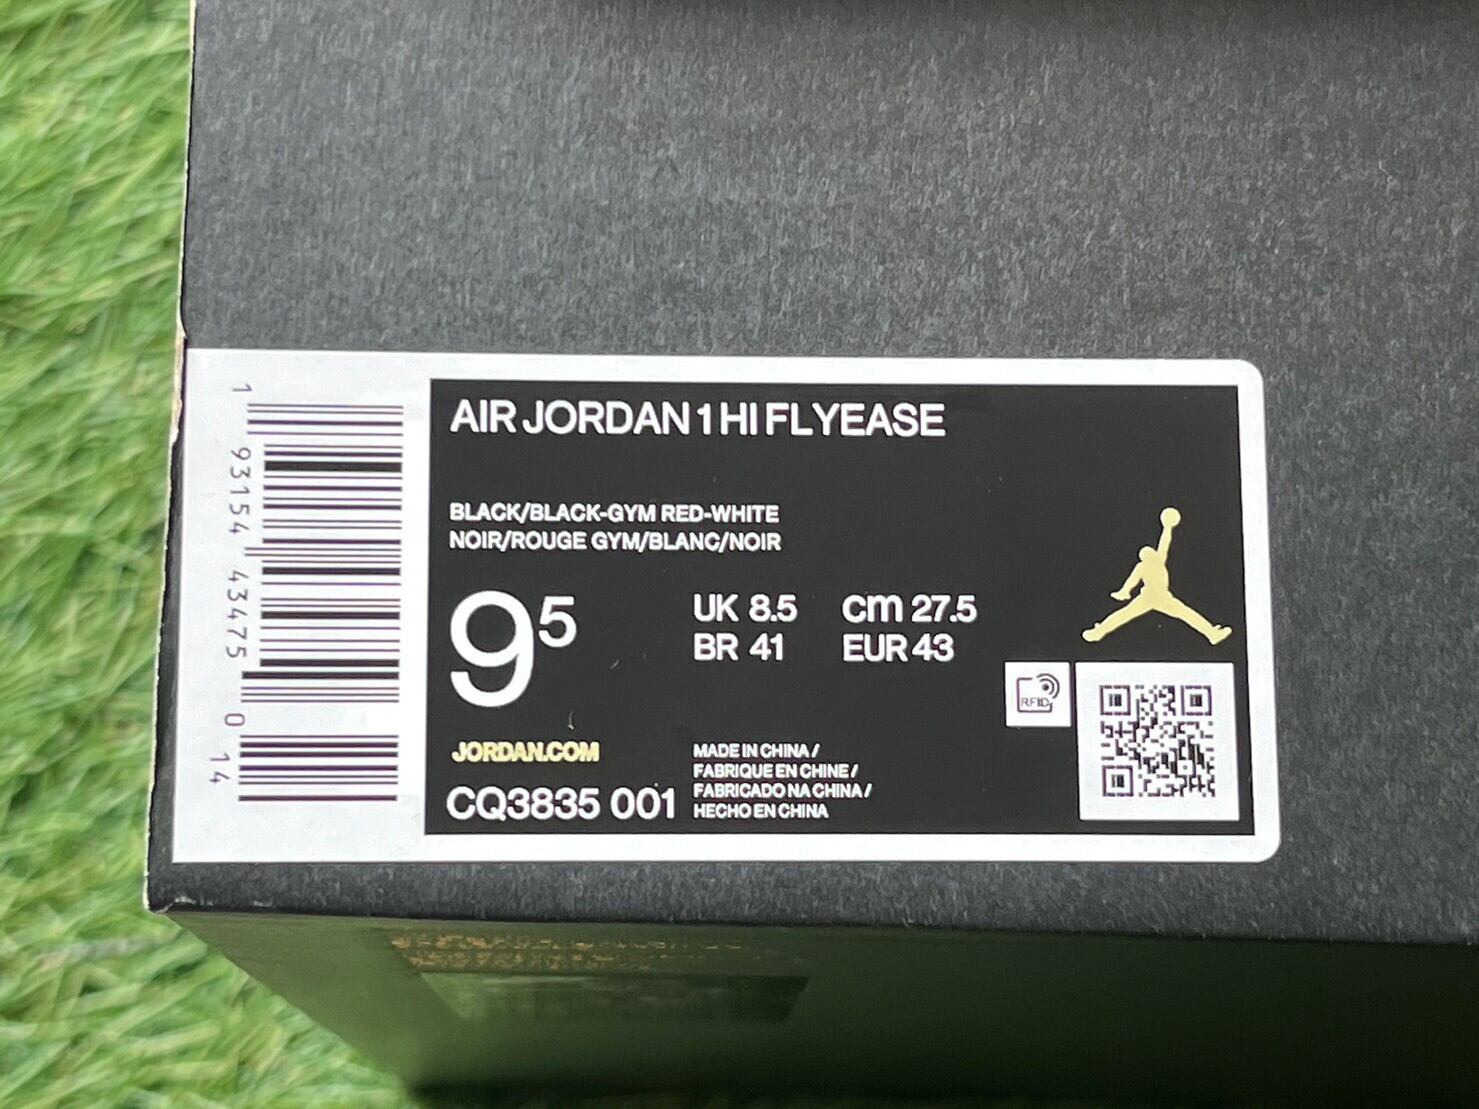 AIR JORDAN 1 HI FLYEASE
BLACK/BLACK-GYM RED-WHITE
NOIR/ROUGE GYM/BLANC/NOIR
9 5
UK 8.5 cm 27.5
BR 41 EUR 43
RFID
JORDAN.COM
CQ3835 001
MADE IN CHINA /
FABRIQUE EN CHINE /
FABRICADO NA CHINA /
HECHO EN CHINA
1 93154 43475 0 14